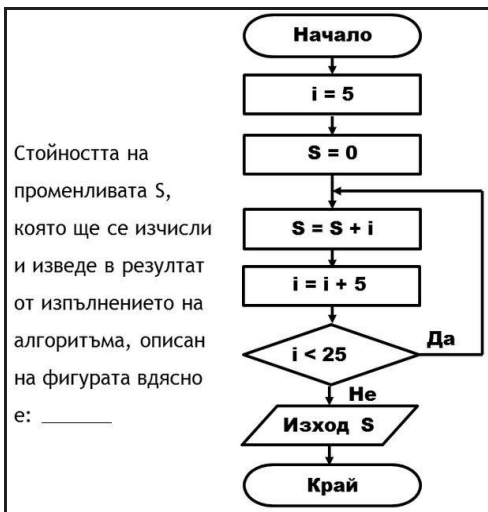 Стойността на
променливата S,
която ще се изчисли
и изведе в резултат
от изпълнението на
алгоритъма, описан
на фигурата вдясно
е: _______
Начало
i = 5
S = 0
S = S + i
i = i + 5
i < 25
Да
Не
Изход S
Край